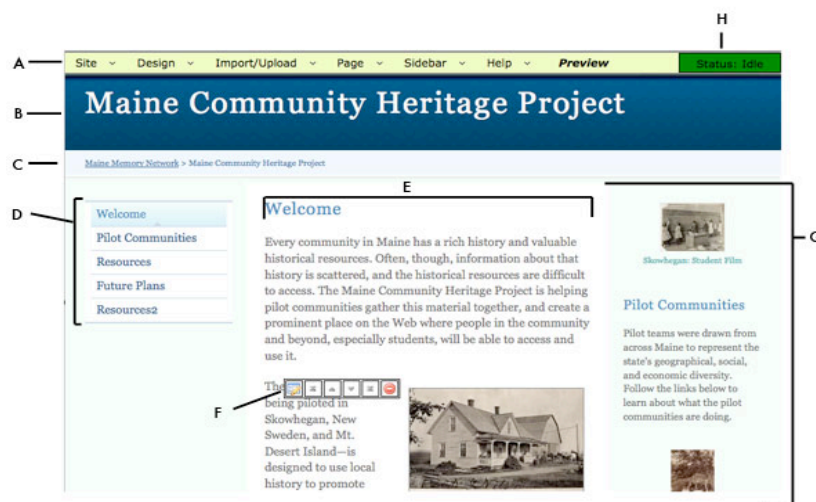 H
A
Site Design Import/Upload Page Sidebar Help Preview Status: Idle
B
Maine Community Heritage Project
C
Maine Memory Network > Maine Community Heritage Project
D
Welcome
Pilot Communities
Resources
Future Plans
Resources2
E
Welcome
Every community in Maine has a rich history and valuable
historical resources. Often, though, information about that
history is scattered, and the historical resources are difficult
to access. The Maine Community Heritage Project is helping
pilot communities gather this material together, and create a
prominent place on the Web where people in the community
and beyond, especially students, will be able to access and
use it.
F
being piloted in
Skowhegan, New
Sweden, and Mt.
Desert Island—is
designed to use local
history to promote
Skowhegan: Student Film
Pilot Communities
Pilot teams were drawn from
across Maine to represent the
state's geographical, social,
and economic diversity.
Follow the links below to
learn about what the pilot
communities are doing.